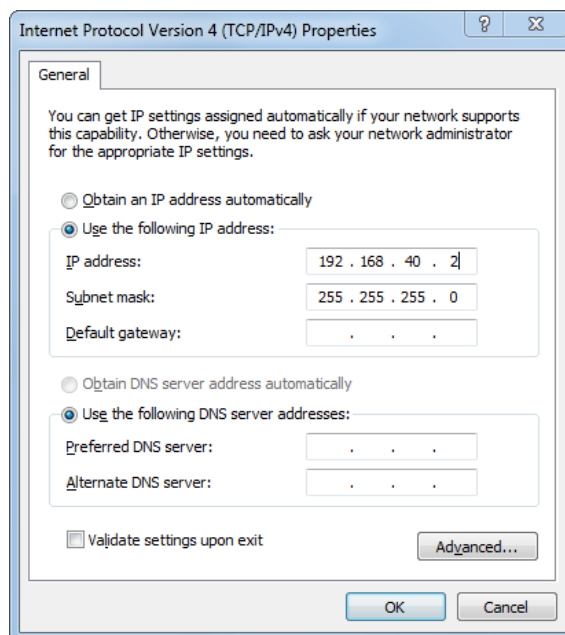 Internet Protocol Version 4 (TCP/IPv4) Properties
?
General
You can get IP settings assigned automatically if your network supports
this capability. Otherwise, you need to ask your network administrator
for the appropriate IP settings.
Obtain an IP address automatically
Use the following IP address:
IP address: 192 . 168 . 40 . 2
Subnet mask: 255 . 255 . 255 . 0
Default gateway: . . .
Obtain DNS server address automatically
Use the following DNS server addresses:
Preferred DNS server: . . .
Alternate DNS server: . . .
Validate settings upon exit
Advanced...
OK Cancel